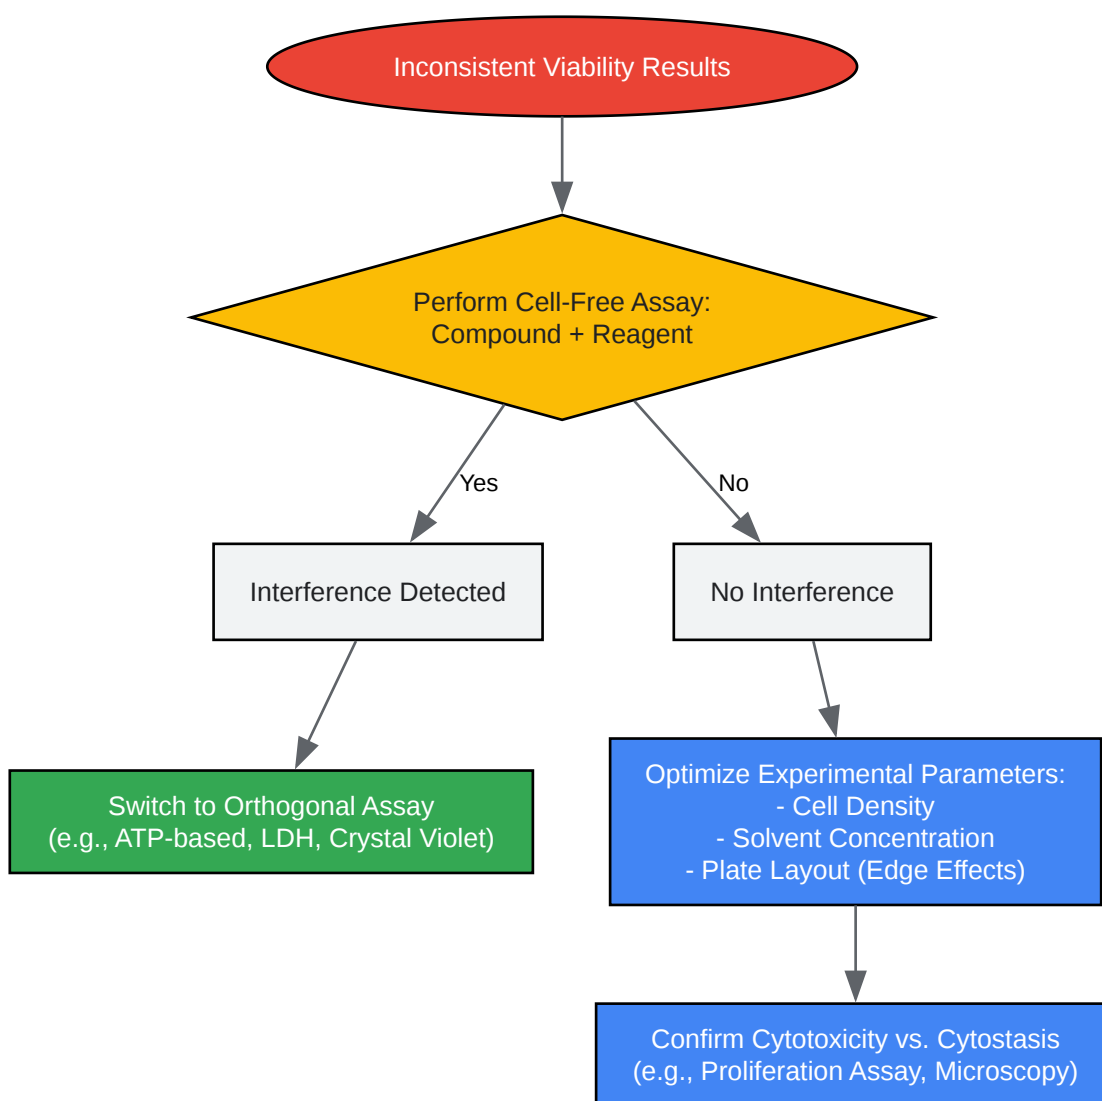 Inconsistent Viability Results
Perform Cell-Free Assay:
Compound + Reagent
Yes
No
Interference Detected
No Interference
Switch to Orthogonal Assay
(e.g., ATP-based, LDH, Crystal Violet)
Optimize Experimental Parameters:
- Cell Density
- Solvent Concentration
- Plate Layout (Edge Effects)
Confirm Cytotoxicity vs. Cytostasis
(e.g., Proliferation Assay, Microscopy)